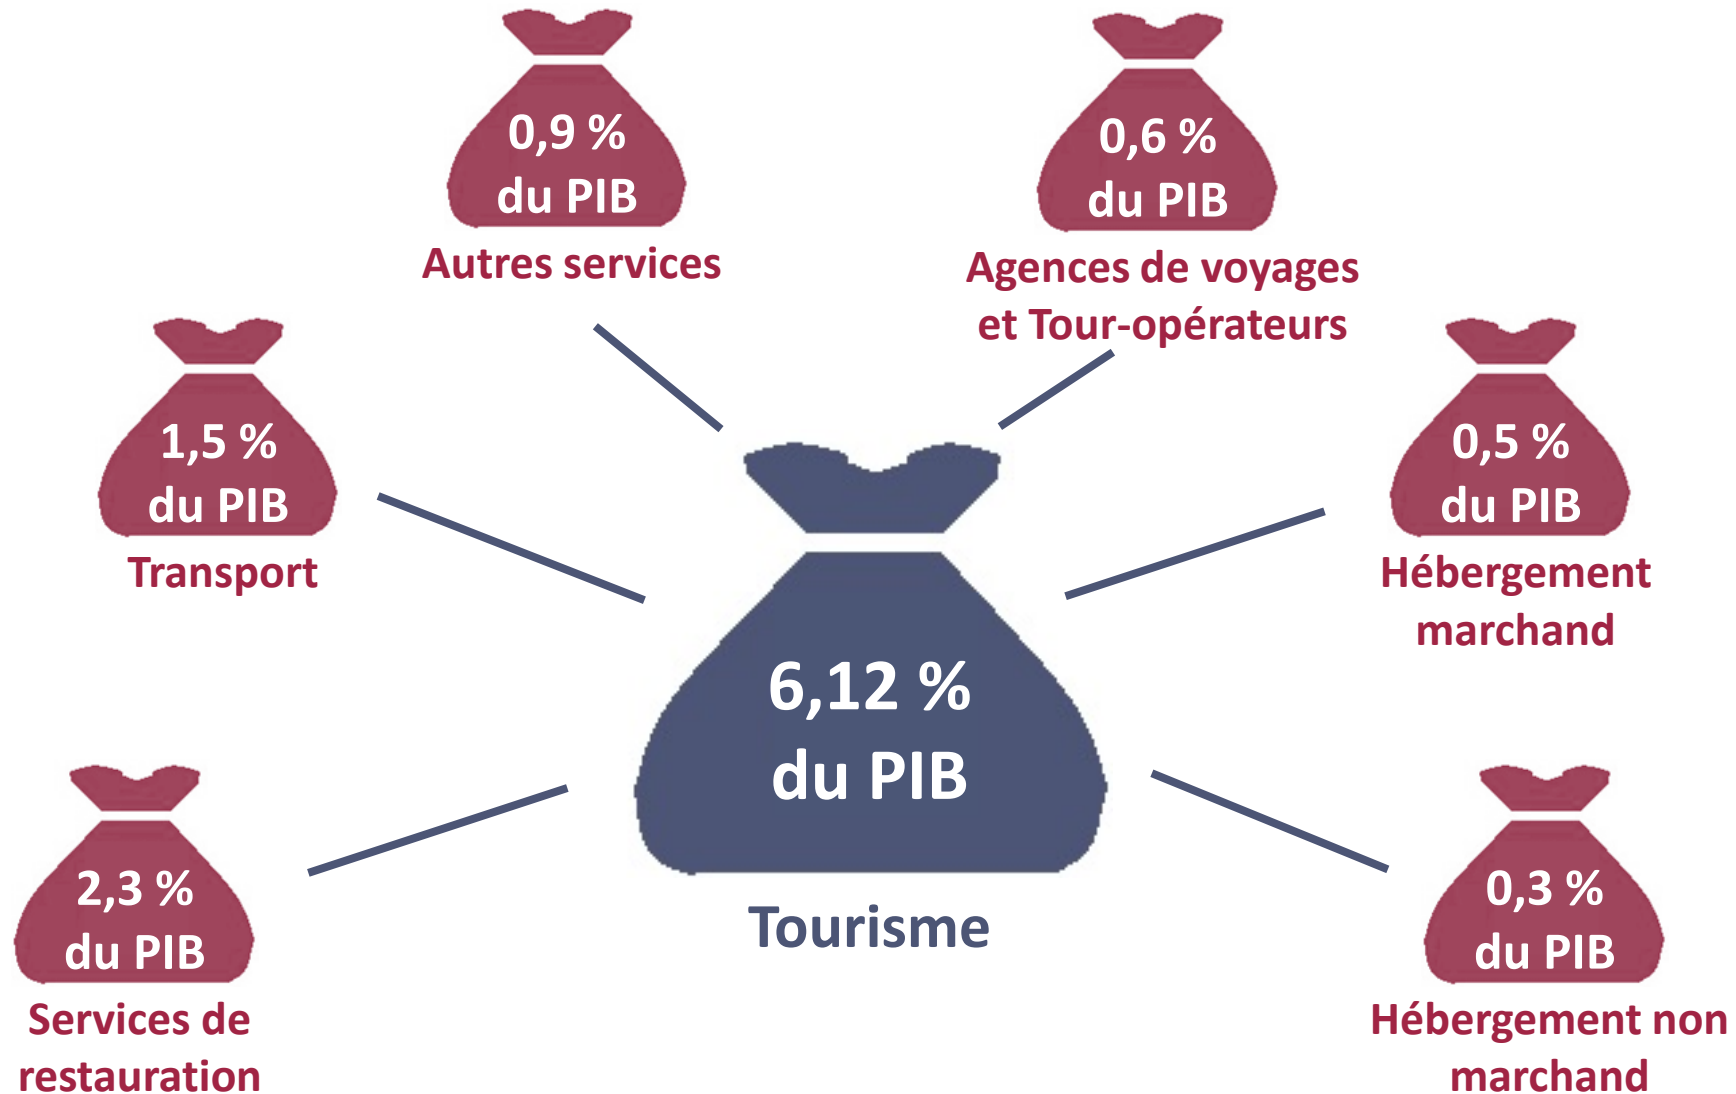 0,9 %
du PIB
Autres services
0,6 %
du PIB
Agences de voyages
et Tour-opérateurs
1,5 %
du PIB
Transport
0,5 %
du PIB
Hébergement
marchand
6,12 %
du PIB
Tourisme
2,3 %
du PIB
Services de
restauration
0,3 %
du PIB
Hébergement non
marchand